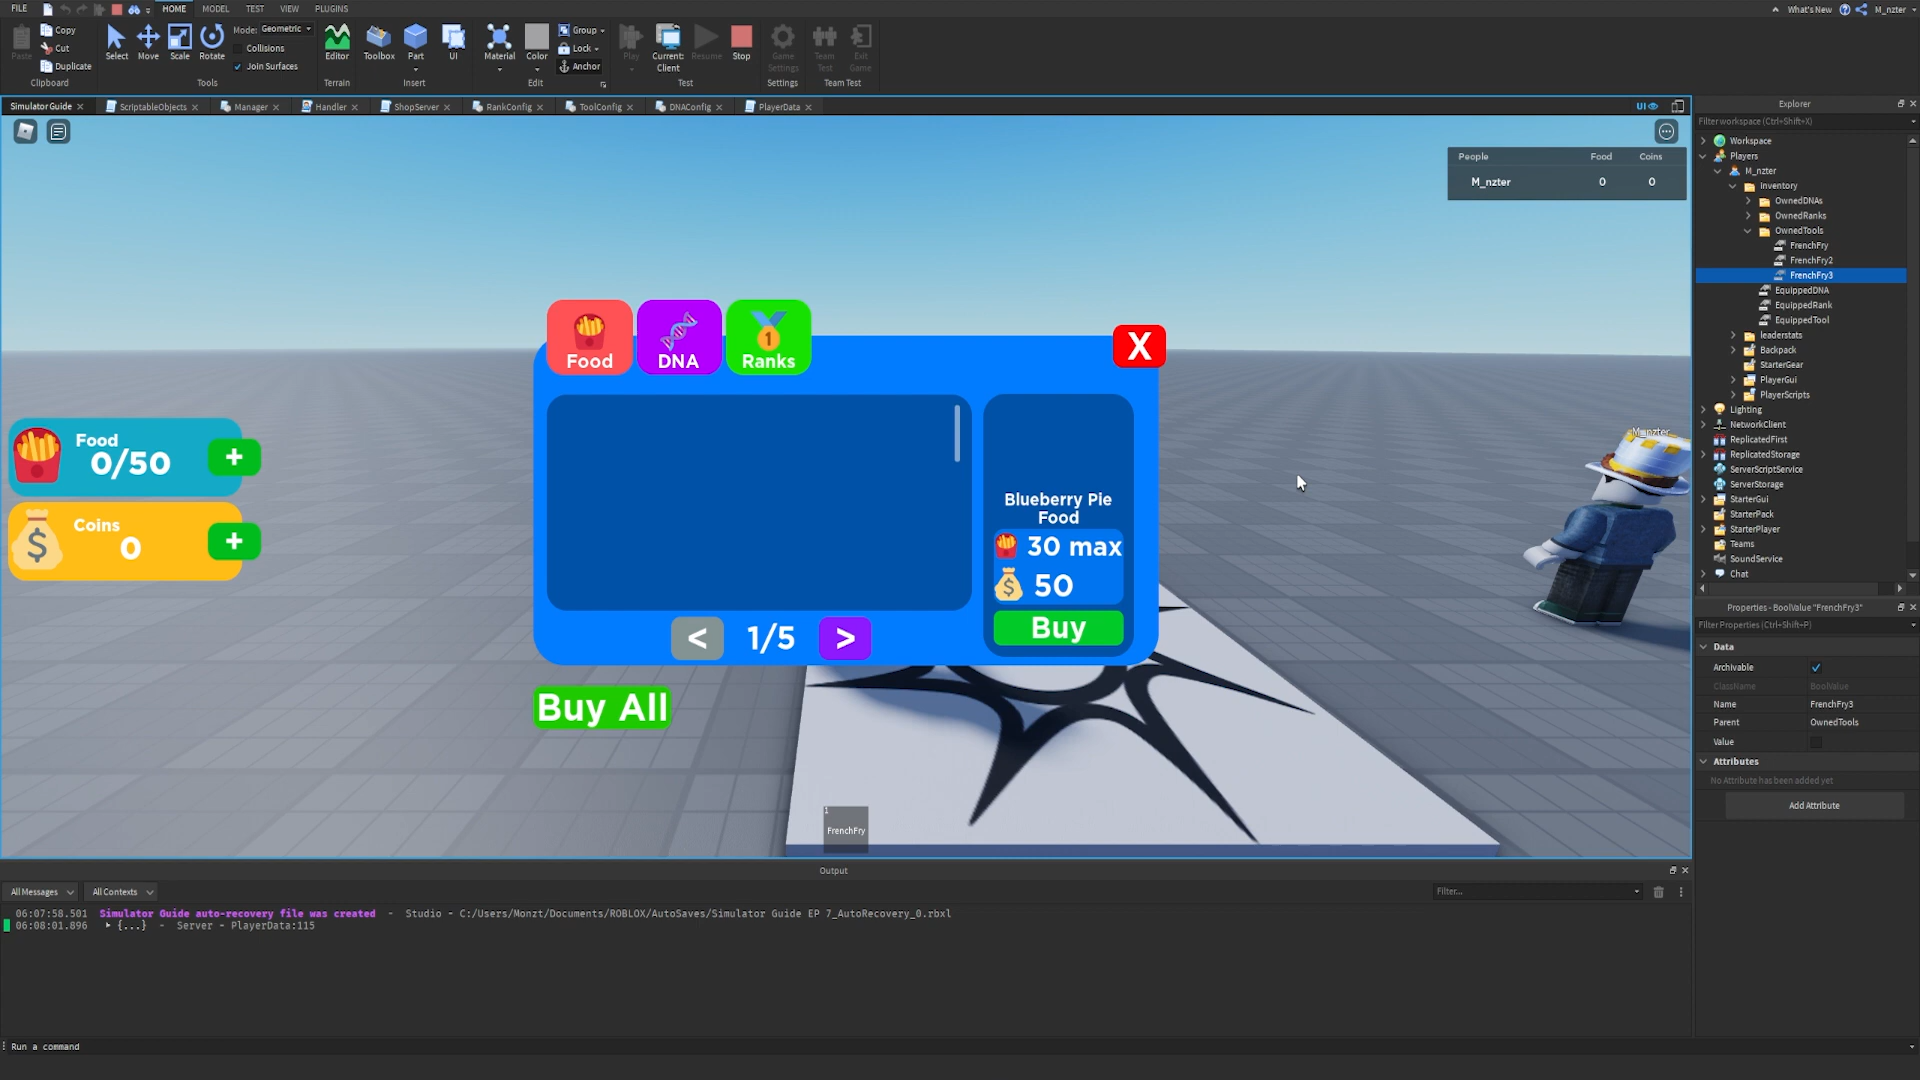 FILE
HOME
MODEL
TEST
VIEW
PLUGINS
What's New
M_nzter
Paste
Copy
Cut
Duplicate
Clipboard
Select
Move
Scale
Rotate
Mode: Geometric
Collisions
Join Surfaces
Tools
Editor
Terrain
Toolbox
Part
UI
Insert
Material
Color
Group
Lock
Anchor
Edit
Play
Current: Client
Resume
Stop
Test
Game Settings
Settings
Team Test
Exit Game
Team Test
SimulatorGuide
ScriptableObjects
Manager
Handler
ShopServer
RankConfig
ToolConfig
DNAConfig
PlayerData
UI
People Food Coins
M_nzter 0 0
M_nzter
Food
DNA
1
Ranks
X
Food
0/50
+
Coins
0
+
$
Blueberry Pie
Food
30 max
$ 50
Buy
< 1/5 >
Buy All
1
FrenchFry
Explorer
Filter workspace (Ctrl+Shift+X)
Workspace
Players
M_nzter
Inventory
OwnedDNAs
OwnedRanks
OwnedTools
FrenchFry
FrenchFry2
FrenchFry3
EquippedDNA
EquippedRank
EquippedTool
leaderstats
Backpack
StarterGear
PlayerGui
PlayerScripts
Lighting
NetworkClient
ReplicatedFirst
ReplicatedStorage
ServerScriptService
ServerStorage
StarterGui
StarterPack
StarterPlayer
Teams
SoundService
Chat
Properties - BoolValue "FrenchFry3"
Filter Properties (Ctrl+Shift+P)
Data
Archivable
ClassName BoolValue
Name FrenchFry3
Parent OwnedTools
Value
Attributes
No Attribute has been added yet
Add Attribute
Output
All Messages
All Contexts
Filter...
06:07:58.501 Simulator Guide auto-recovery file was created - Studio - C:/Users/Monzt/Documents/ROBLOX/AutoSaves/Simulator Guide EP 7_AutoRecovery_0.rbxl
06:08:01.896 {...} - Server - PlayerData:115
Run a command